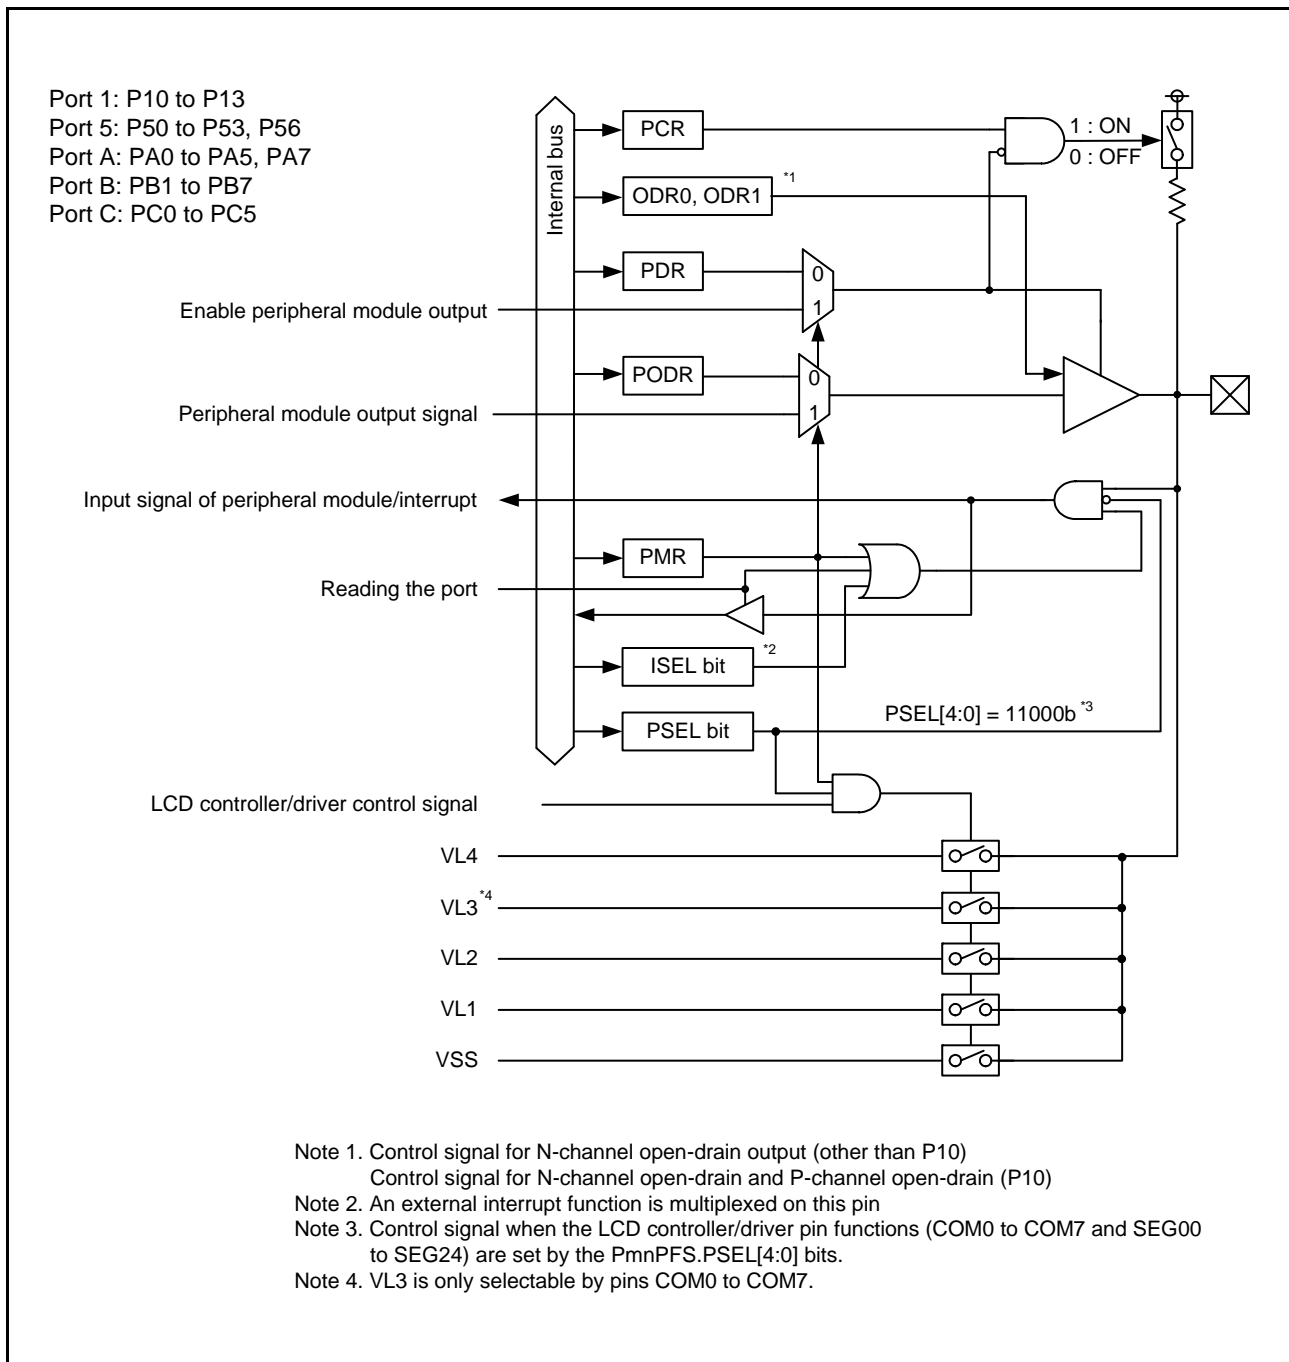 Port 1: P10 to P13
Port 5: P50 to P53, P56
Port A: PA0 to PA5, PA7
Port B: PB1 to PB7
Port C: PC0 to PC5
Internal bus
PCR
1 : ON
0 : OFF
ODR0, ODR1 *1
PDR
0
1
Enable peripheral module output
PODR
0
1
Peripheral module output signal
Input signal of peripheral module/interrupt
PMR
Reading the port
ISEL bit *2
PSEL bit
PSEL[4:0] = 11000b *3
LCD controller/driver control signal
VL4
VL3 *4
VL2
VL1
VSS
Note 1. Control signal for N-channel open-drain output (other than P10)
Control signal for N-channel open-drain and P-channel open-drain (P10)
Note 2. An external interrupt function is multiplexed on this pin
Note 3. Control signal when the LCD controller/driver pin functions (COM0 to COM7 and SEG00
to SEG24) are set by the PmnPFS.PSEL[4:0] bits.
Note 4. VL3 is only selectable by pins COM0 to COM7.